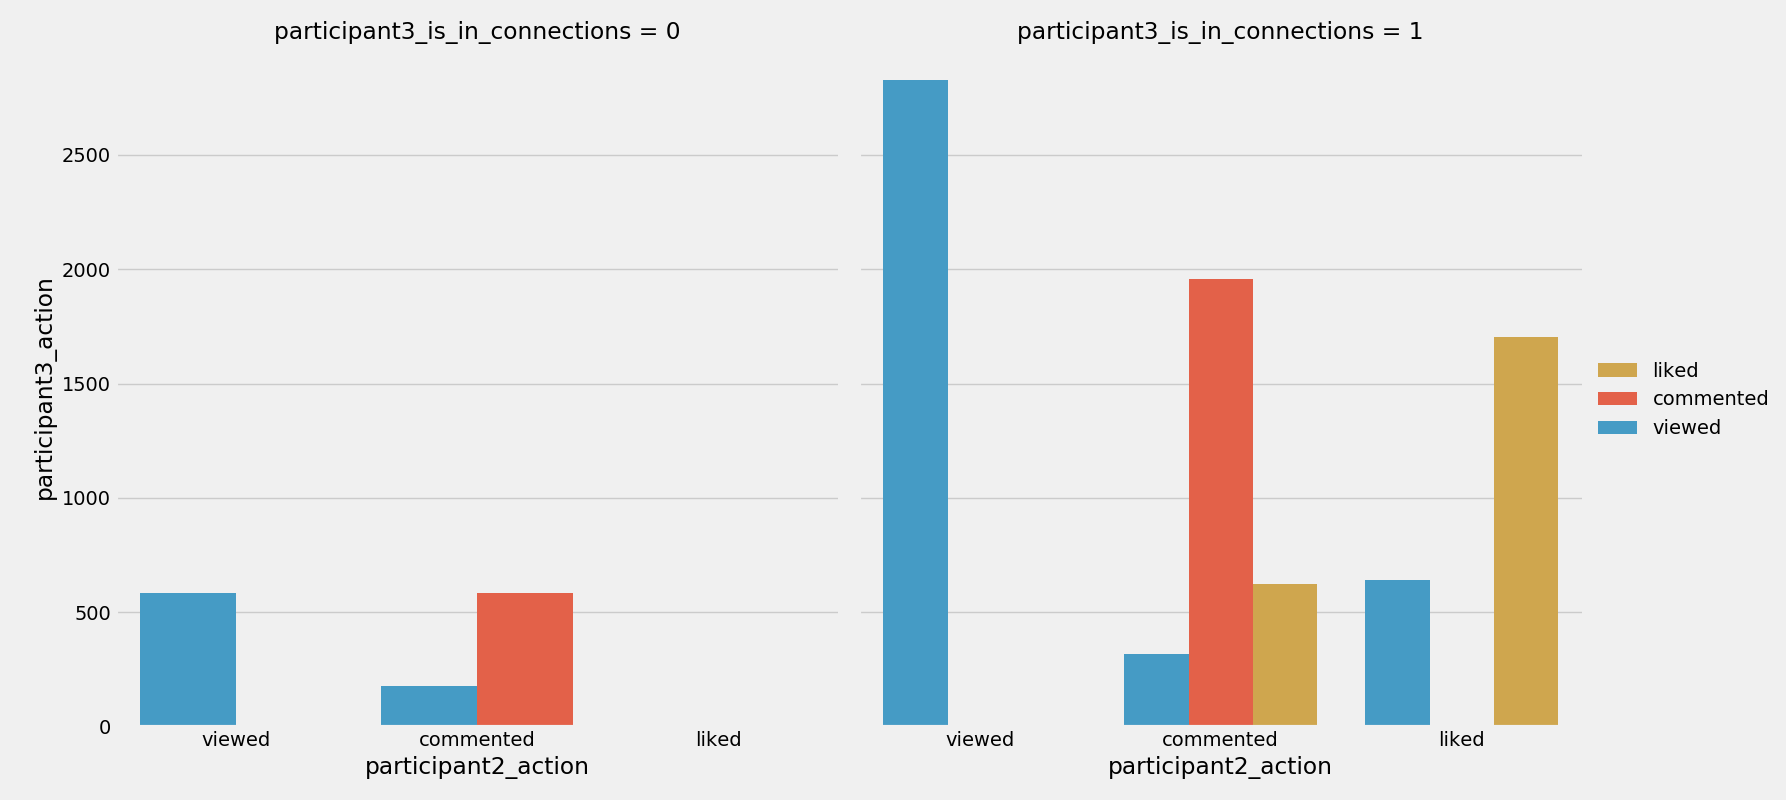 participant3_is_in_connections = 0
participant3_is_in_connections = 1
participant3_action
2500
2000
1500
1000
500
0
viewed
commented
liked
participant2_action
viewed
commented
liked
participant2_action
liked
commented
viewed